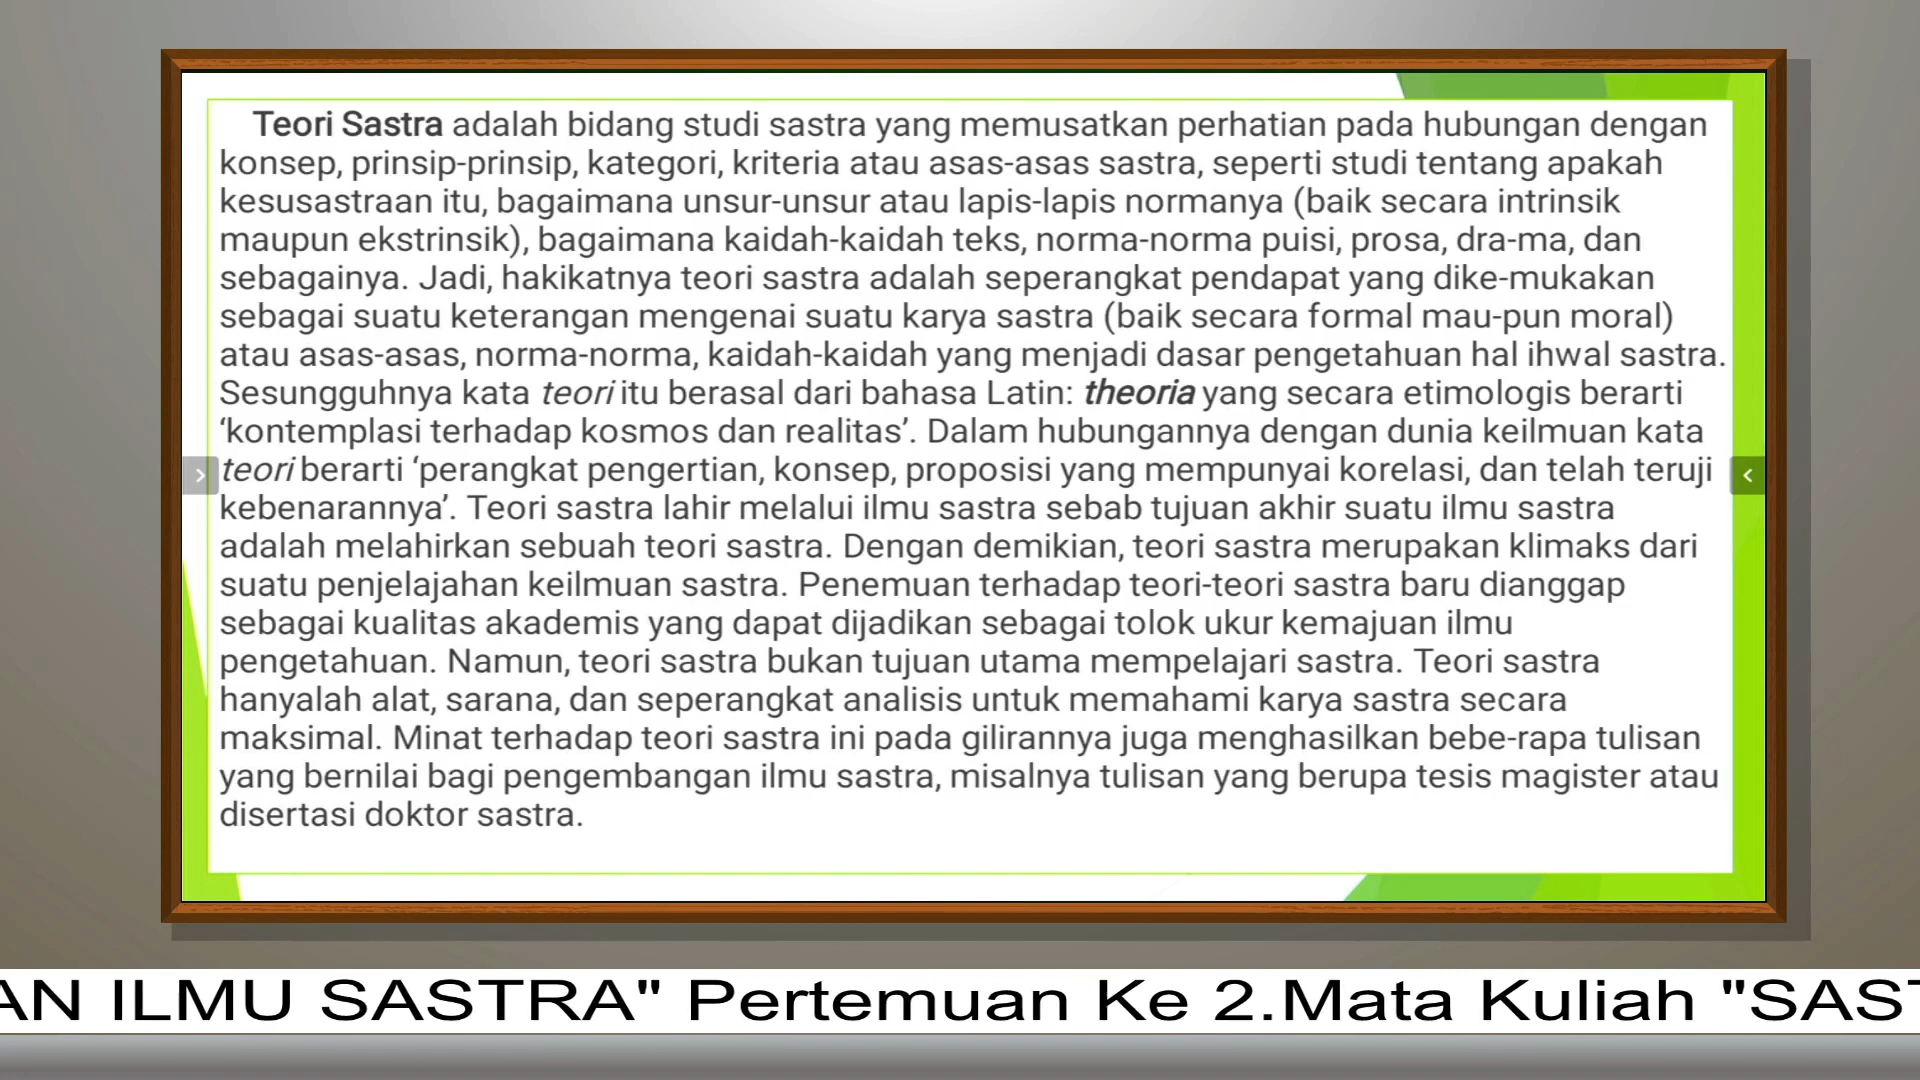 Teori Sastra adalah bidang studi sastra yang memusatkan perhatian pada hubungan dengan
konsep, prinsip-prinsip, kategori, kriteria atau asas-asas sastra, seperti studi tentang apakah
kesusastraan itu, bagaimana unsur-unsur atau lapis-lapis normanya (baik secara intrinsik
maupun ekstrinsik), bagaimana kaidah-kaidah teks, norma-norma puisi, prosa, dra-ma, dan
sebagainya. Jadi, hakikatnya teori sastra adalah seperangkat pendapat yang dike-mukakan
sebagai suatu keterangan mengenai suatu karya sastra (baik secara formal mau-pun moral)
atau asas-asas, norma-norma, kaidah-kaidah yang menjadi dasar pengetahuan hal ihwal sastra.
Sesungguhnya kata teori itu berasal dari bahasa Latin: theoria yang secara etimologis berarti
‘kontemplasi terhadap kosmos dan realitas’. Dalam hubungannya dengan dunia keilmuan kata
teori berarti ‘perangkat pengertian, konsep, proposisi yang mempunyai korelasi, dan telah teruji
kebenarannya’. Teori sastra lahir melalui ilmu sastra sebab tujuan akhir suatu ilmu sastra
adalah melahirkan sebuah teori sastra. Dengan demikian, teori sastra merupakan klimaks dari
suatu penjelajahan keilmuan sastra. Penemuan terhadap teori-teori sastra baru dianggap
sebagai kualitas akademis yang dapat dijadikan sebagai tolok ukur kemajuan ilmu
pengetahuan. Namun, teori sastra bukan tujuan utama mempelajari sastra. Teori sastra
hanyalah alat, sarana, dan seperangkat analisis untuk memahami karya sastra secara
maksimal. Minat terhadap teori sastra ini pada gilirannya juga menghasilkan bebe-rapa tulisan
yang bernilai bagi pengembangan ilmu sastra, misalnya tulisan yang berupa tesis magister atau
disertasi doktor sastra.
AN ILMU SASTRA" Pertemuan Ke 2.Mata Kuliah "SAST